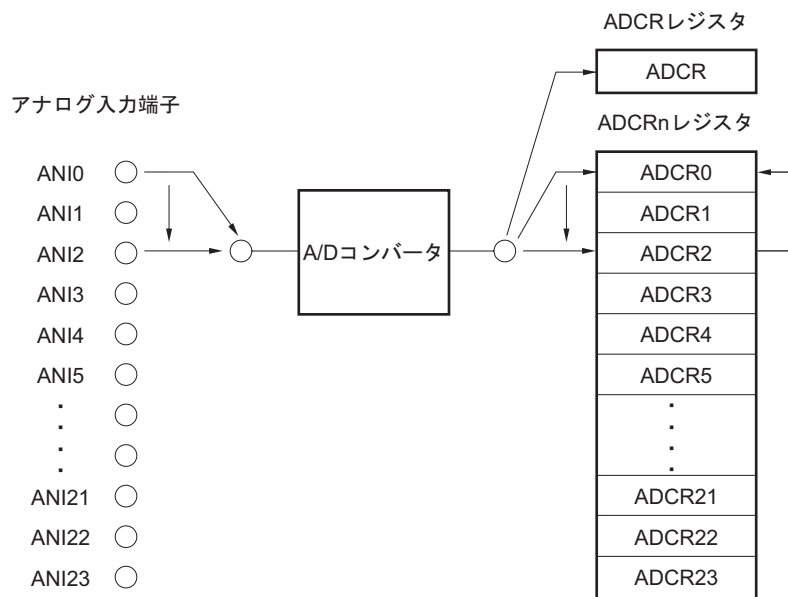 ADCRレジスタ
ADCR
アナログ入力端子
ADCRnレジスタ
ANI0
ANI1
ANI2
ANI3
ANI4
ANI5
ANI21
ANI22
ANI23
A/Dコンバータ
ADCR0
ADCR1
ADCR2
ADCR3
ADCR4
ADCR5
ADCR21
ADCR22
ADCR23